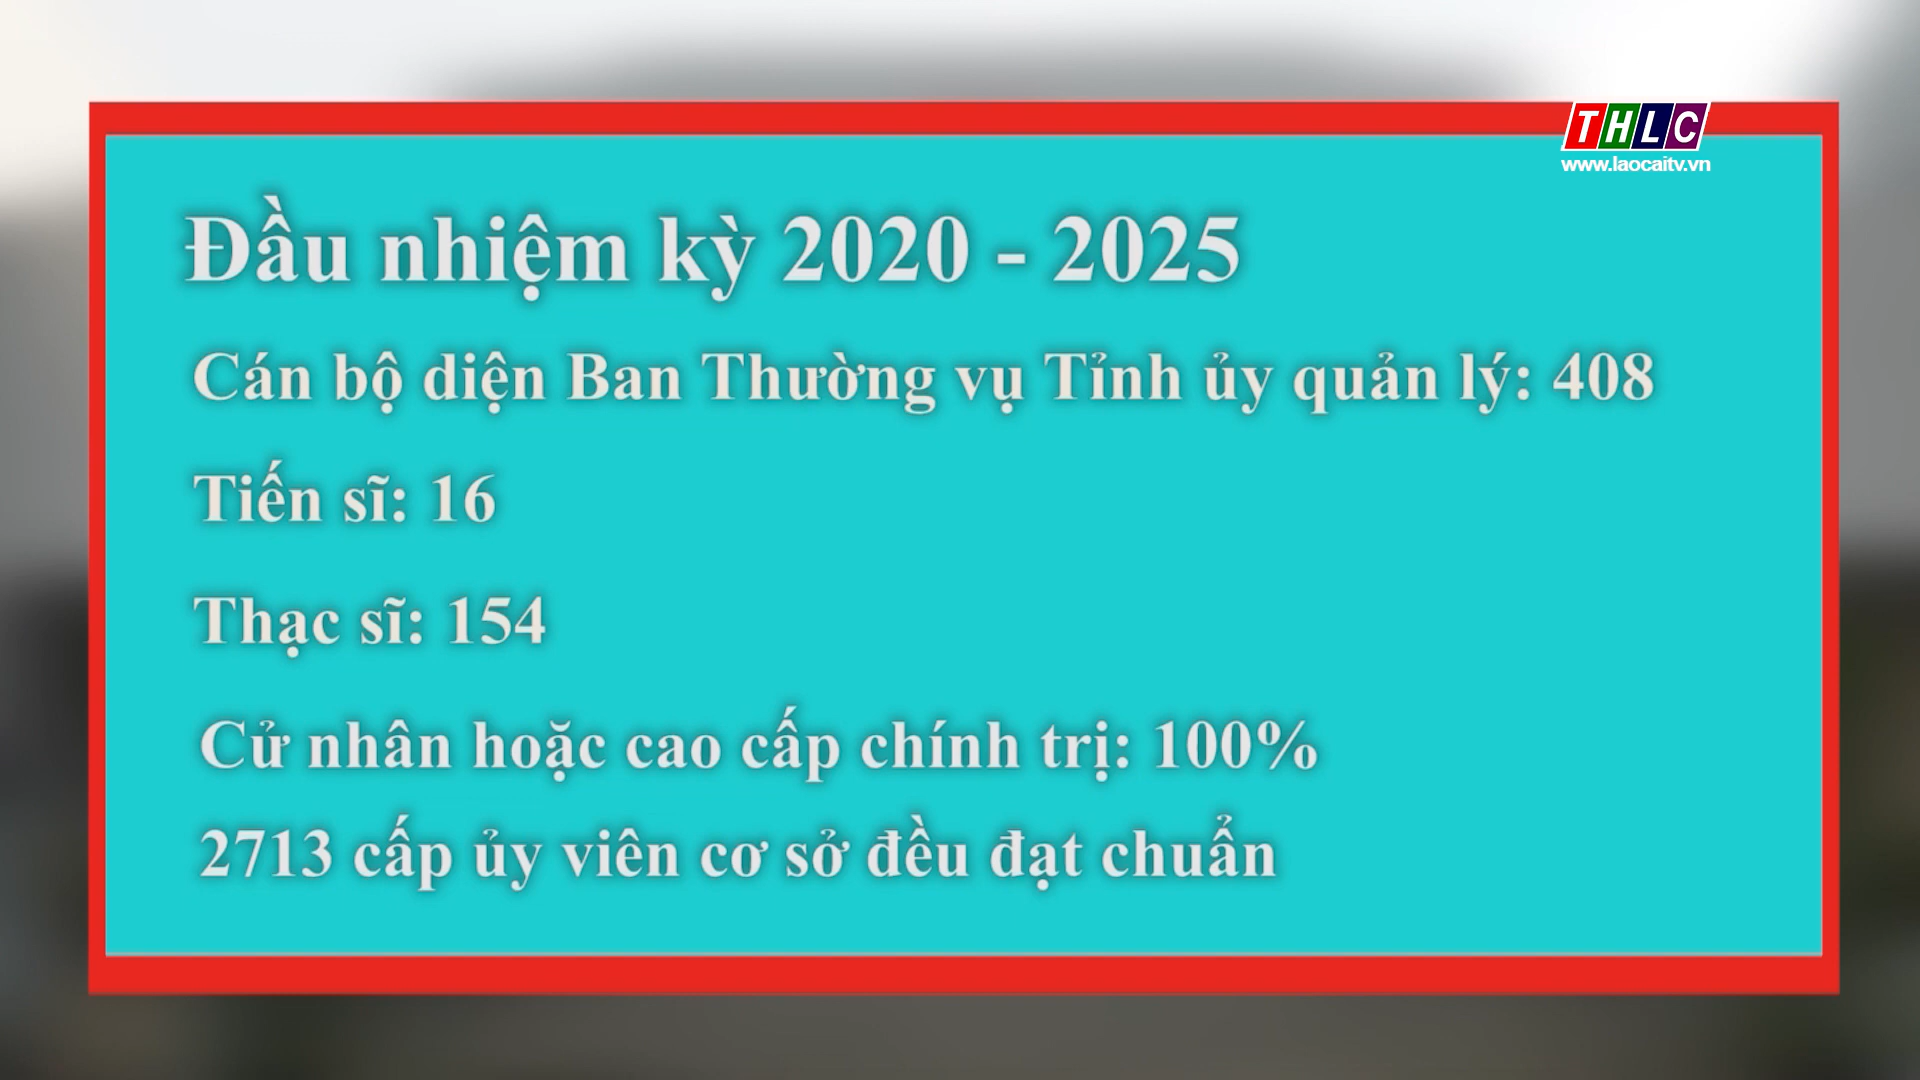 THLC
www.laocaitv.vn
Đầu nhiệm kỳ 2020 - 2025
Cán bộ diện Ban Thường vụ Tỉnh ủy quản lý: 408
Tiến sĩ: 16
Thạc sĩ: 154
Cử nhân hoặc cao cấp chính trị: 100%
2713 cấp ủy viên cơ sở đều đạt chuẩn